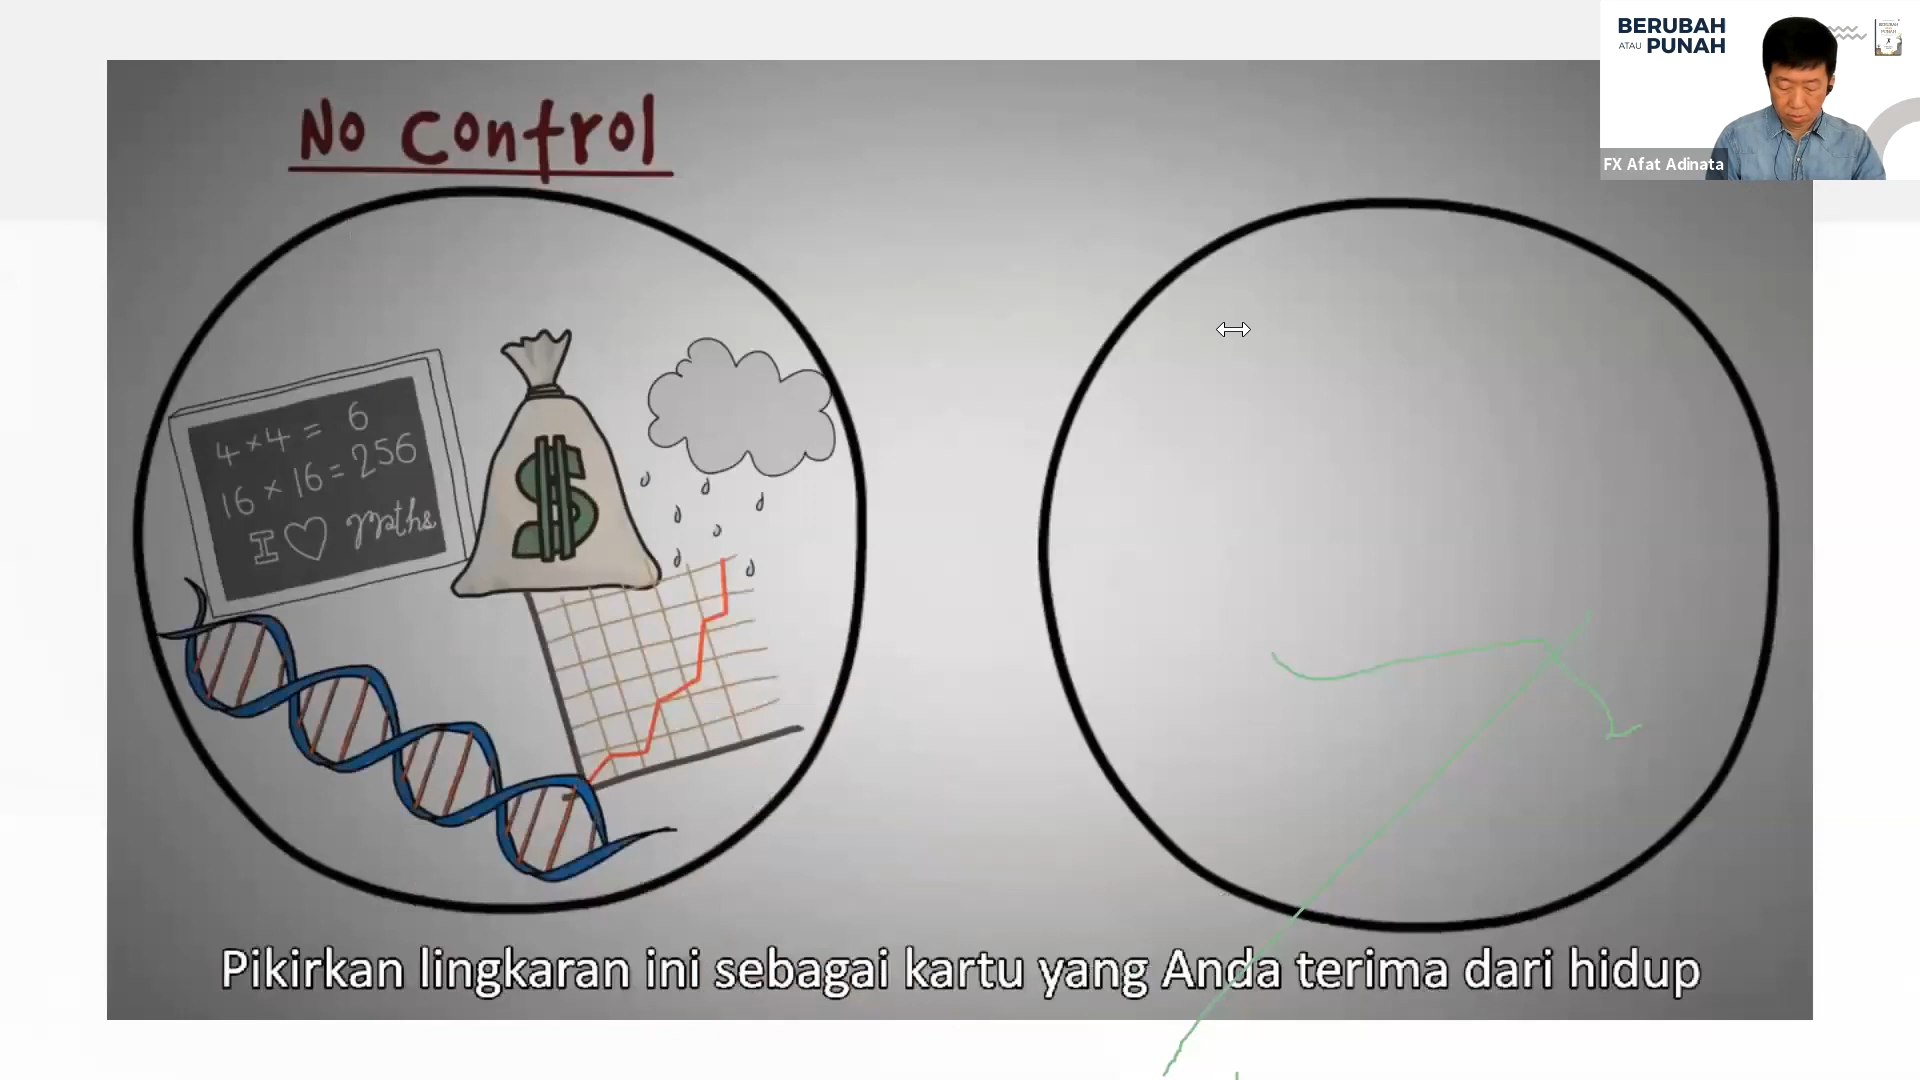 BERUBAH
ATAU PUNAH
FX Afat Adinata
No Control
4 × 4 = 6
16 × 16 = 256
I ♡ Maths
$
Pikirkan lingkaran ini sebagai kartu yang Anda terima dari hidup